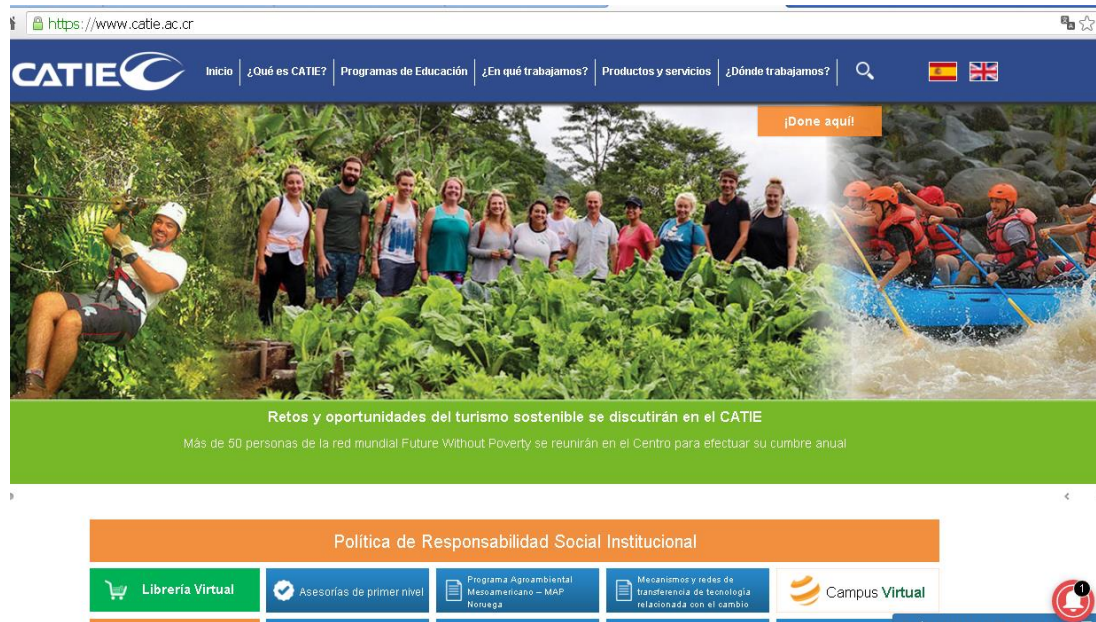 https://www.catie.ac.cr
CATIE
Inicio
¿Qué es CATIE?
Programas de Educación
¿En qué trabajamos?
Productos y servicios
¿Dónde trabajamos?
¡Done aquí!
Retos y oportunidades del turismo sostenible se discutirán en el CATIE
Más de 50 personas de la red mundial Future Without Poverty se reunirán en el Centro para efectuar su cumbre anual
Política de Responsabilidad Social Institucional
Librería Virtual
Asesorías de primer nivel
Programa Agroambiental
Mesoamericano – MAP
Noruega
Mecanismos y redes de
transferencia de tecnología
relacionada con el cambio
Campus Virtual
1